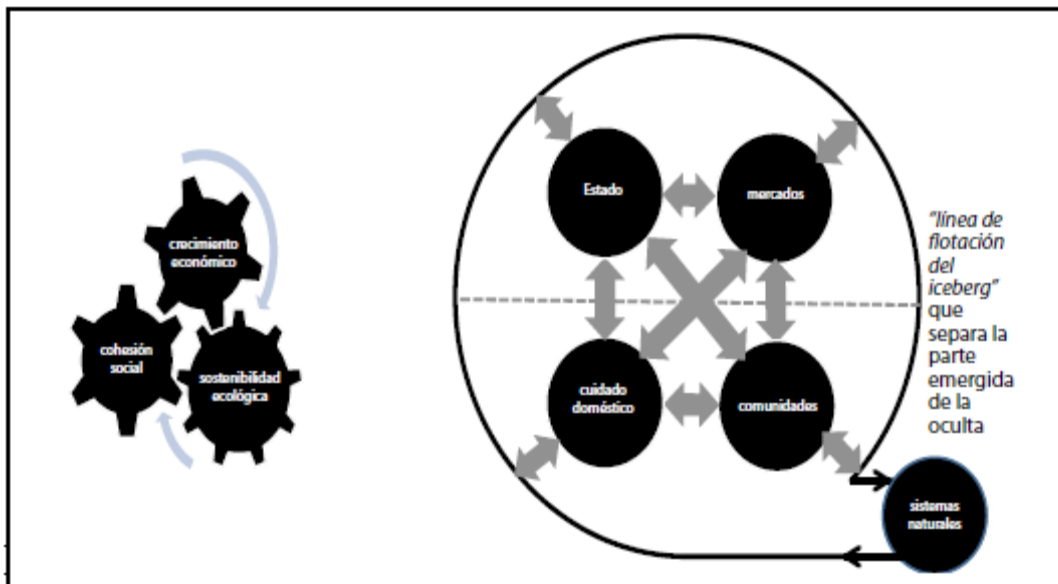 crecimiento
económico
cohesión
social
sostenibilidad
ecológica
Estado
mercados
cuidado
doméstico
comunidades
"línea de
flotación
del
iceberg"
que
separa la
parte
emergida
de la
oculta
sistemas
naturales